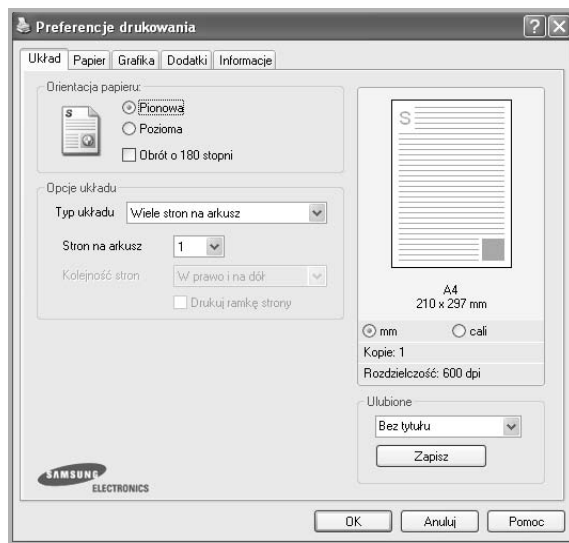 Preferencje drukowania
Układ Papier Grafika Dodatki Informacje
Orientacja papieru:
S
Pionowa
Pozioma
Obrót o 180 stopni
Opcje układu
Typ układu Wiele stron na arkusz
Stron na arkusz 1
Kolejność stron W prawo i na dół
Drukuj ramkę strony
S
A4
210 x 297 mm
mm cali
Kopie: 1
Rozdzielczość: 600 dpi
Ulubione
Bez tytułu
Zapisz
SAMSUNG
ELECTRONICS
OK Anuluj Pomoc